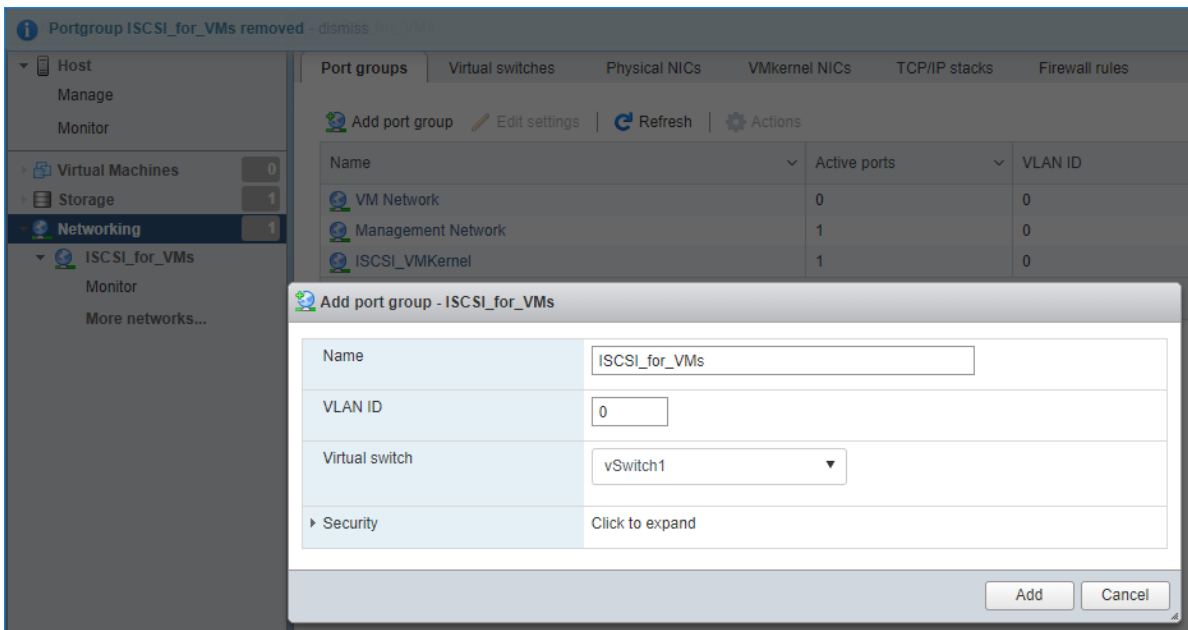 Portgroup ISCSI_for_VMs removed - dismiss
Host
Manage
Monitor
Virtual Machines 0
Storage 1
Networking 1
ISCSI_for_VMs
Monitor
More networks...
Port groups Virtual switches Physical NICs VMkernel NICs TCP/IP stacks Firewall rules
Add port group Edit settings Refresh Actions
Name Active ports VLAN ID
VM Network 0 0
Management Network 1 0
ISCSI_VMKernel 1 0
Add port group - ISCSI_for_VMs
Name ISCSI_for_VMs
VLAN ID 0
Virtual switch vSwitch1
Security Click to expand
Add Cancel